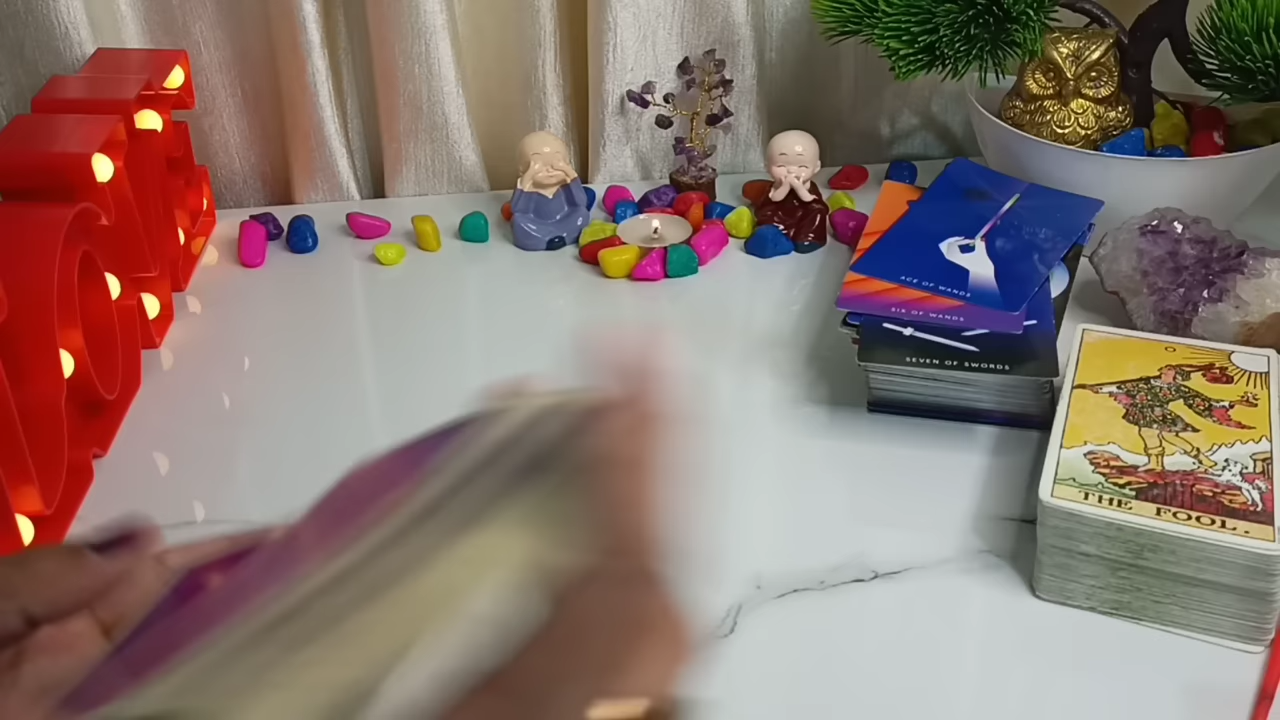 ACE OF WANDS
SIX OF WANDS
SEVEN OF SWORDS
THE FOOL.